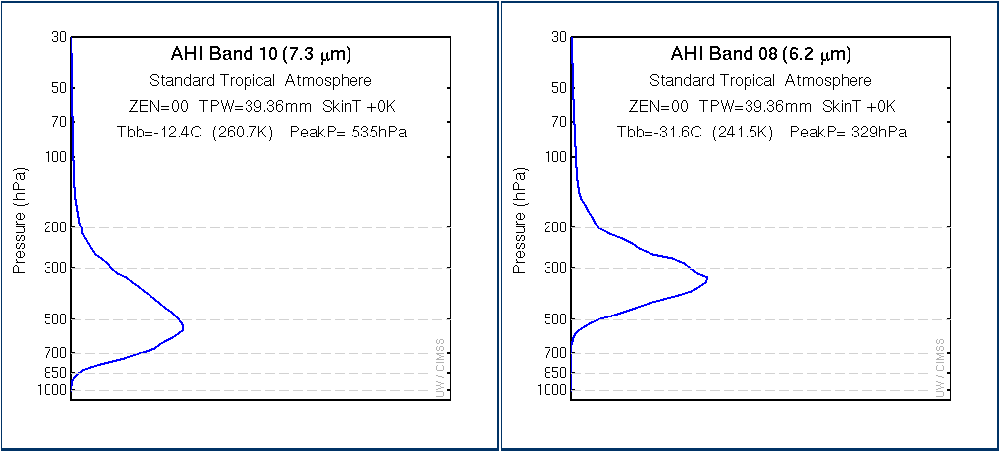 AHI Band 10 (7.3 μm)
Standard Tropical Atmosphere
ZEN=00 TPW=39.36mm SkinT +0K
Tbb=-12.4C (260.7K) PeakP= 535hPa
30
50
70
100
200
300
500
700
850
1000
Pressure (hPa)
UW / CIMSS
AHI Band 08 (6.2 μm)
Standard Tropical Atmosphere
ZEN=00 TPW=39.36mm SkinT +0K
Tbb=-31.6C (241.5K) PeakP= 329hPa
30
50
70
100
200
300
500
700
850
1000
Pressure (hPa)
UW / CIMSS